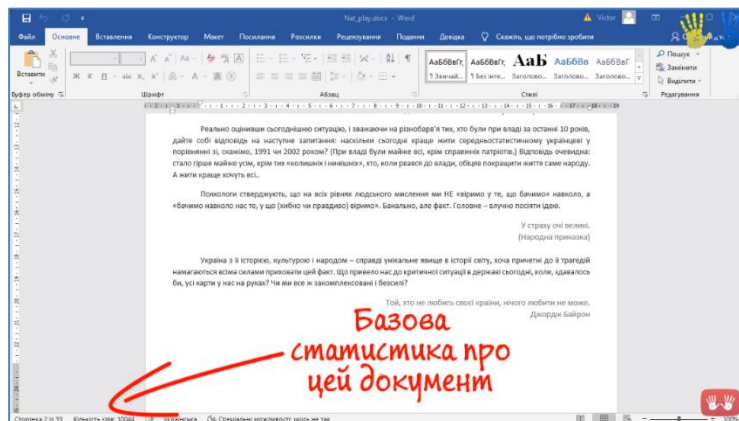 Nat_play.docx - Word
Victor
Файл Основне Вставлення Конструктор Макет Посилання Розсилки Рецензування Подання Довідка Скажіть, що потрібно зробити
Вставити
Ж К П abc x₂ x²
АаБбВвГг, АаБбВвГг, АаБ АаБбВв АаБбВвГ
¶ Звичай... ¶ Без інте... Заголово... Заголово... Заголово...
Пошук
Замінити
Виділити
Буфер обміну Шрифт Абзац Стилі Редагування
Реально оцінивши сьогоднішню ситуацію, і зважаючи на різнобарв'я тих, хто були при владі за останні 10 років,
дайте собі відповідь на наступне запитання: наскільки сьогодні краще жити середньостатистичному українцеві у
порівнянні зі, скажімо, 1991 чи 2002 роком? (При владі були майже всі, крім справжніх патріотів.) Відповідь очевидна:
стало гірше майже усім, крім тих «колишніх і нинішніх», хто, коли рвався до влади, обіцяв покращити життя саме народу.
А жити краще хочуть всі..
Психологи стверджують, що на всіх рівнях людського мислення ми НЕ «віримо у те, що бачимо» навколо, а
«бачимо навколо нас те, у що (хибно чи правдиво) віримо». Банально, але факт. Головне – влучно посіяти ідею.
У страху очі великі.
(Народна приказка)
Україна з її історією, культурою і народом – справді унікальне явище в історії світу, хоча причетні до її трагедій
намагаються всіма силами приховати цей факт. Що привело нас до критичної ситуації в державі сьогодні, коли, здавалось
би, усі карти у нас на руках? Чи ми все ж закомплексовані і безсилі?
Той, хто не любить своєї країни, нічого любити не може.
Джордж Байрон
Базова
статистика про
цей документ
Сторінка 2 із 33 Кількість слів: 10044 Українська Спеціальні можливості: щось не так 100%